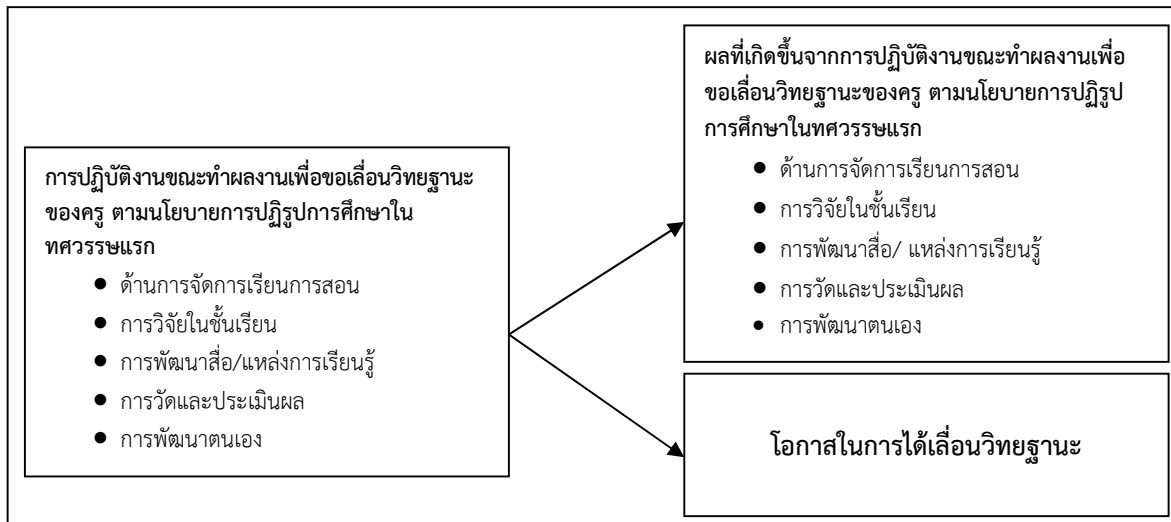 การปฏิบัติงานขณะทำผลงานเพื่อขอเลื่อนวิทยฐานะ
ของครู ตามนโยบายการปฏิรูปการศึกษาใน
ทศวรรษแรก
● ด้านการจัดการเรียนการสอน
● การวิจัยในชั้นเรียน
● การพัฒนาสื่อ/แหล่งการเรียนรู้
● การวัดและประเมินผล
● การพัฒนาตนเอง
ผลที่เกิดขึ้นจากการปฏิบัติงานขณะทำผลงานเพื่อ
ขอเลื่อนวิทยฐานะของครู ตามนโยบายการปฏิรูป
การศึกษาในทศวรรษแรก
● ด้านการจัดการเรียนการสอน
● การวิจัยในชั้นเรียน
● การพัฒนาสื่อ/ แหล่งการเรียนรู้
● การวัดและประเมินผล
● การพัฒนาตนเอง
โอกาสในการได้เลื่อนวิทยฐานะ